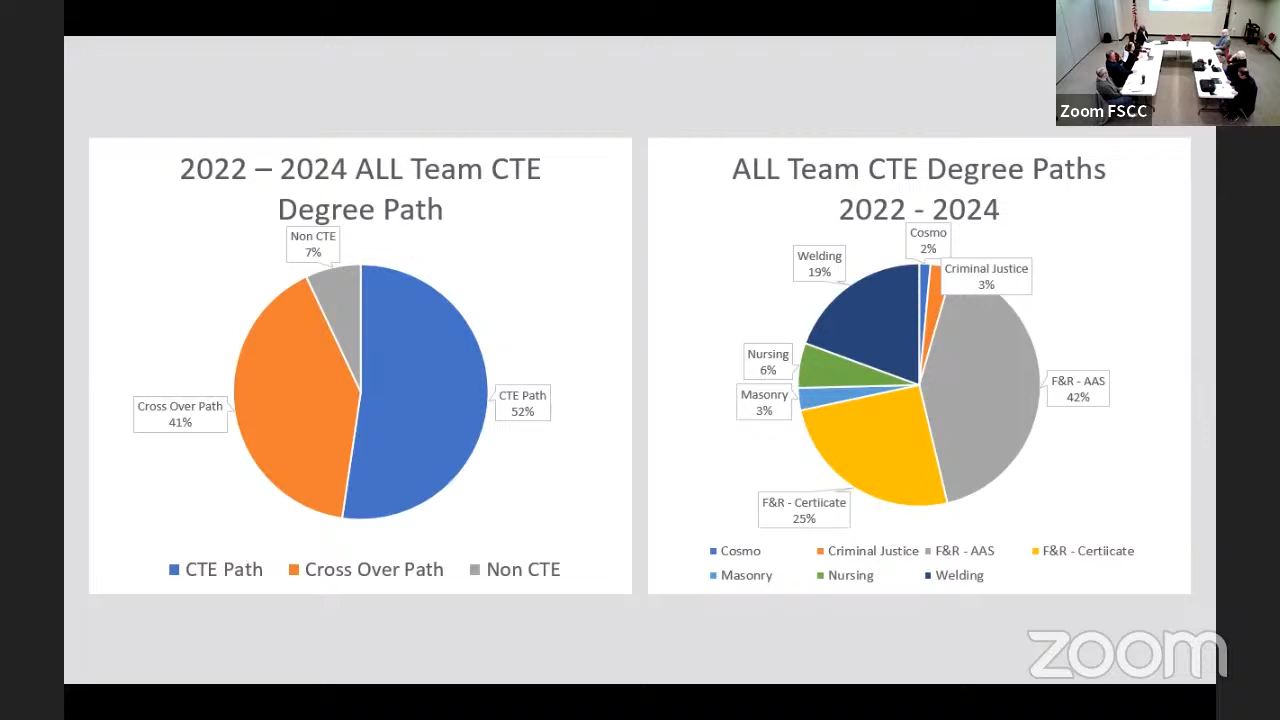 Zoom FSCC
2022 – 2024 ALL Team CTE
Degree Path
Non CTE
7%
Cross Over Path
41%
CTE Path
52%
CTE Path
Cross Over Path
Non CTE
ALL Team CTE Degree Paths
2022 - 2024
Cosmo
2%
Criminal Justice
3%
Welding
19%
Nursing
6%
Masonry
3%
F&R - AAS
42%
F&R - Certiicate
25%
Cosmo
Criminal Justice
F&R - AAS
F&R - Certiicate
Masonry
Nursing
Welding
zoom